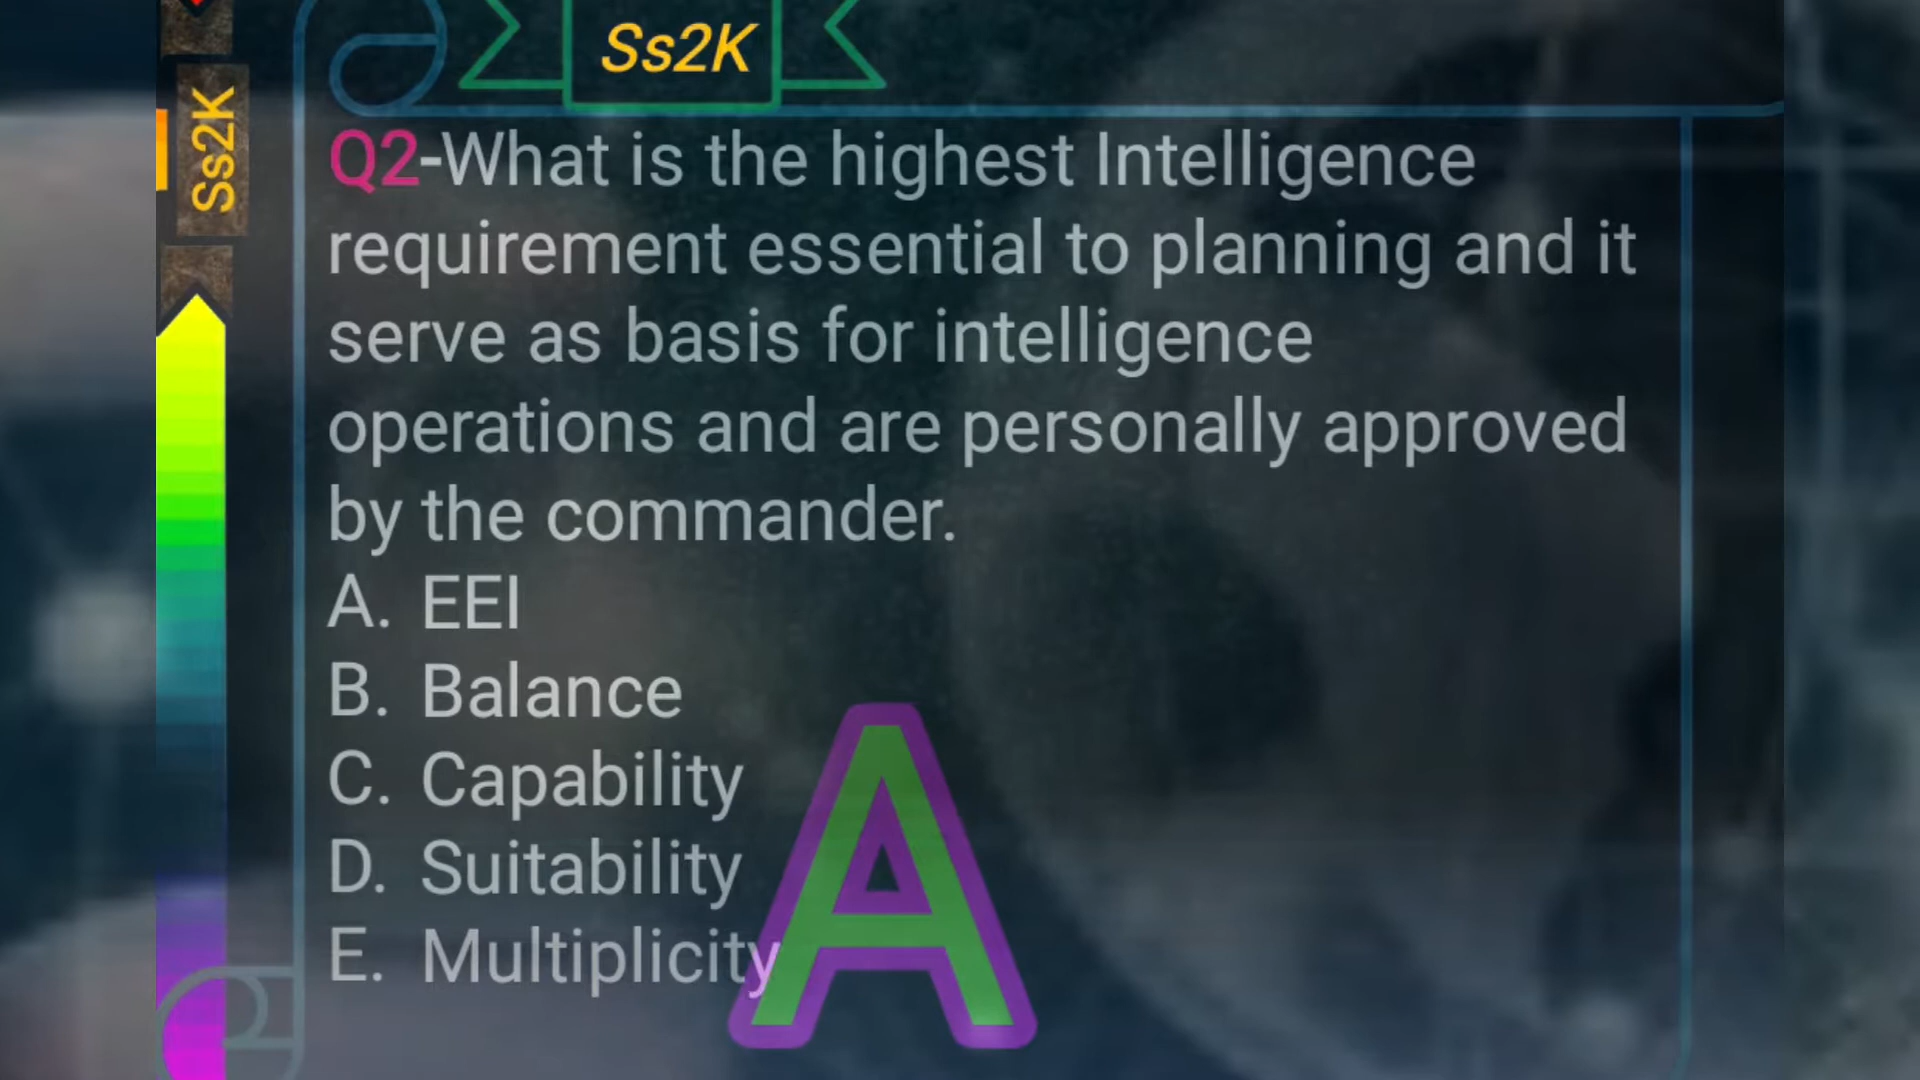 Ss2K
Ss2K
Q2-What is the highest Intelligence
requirement essential to planning and it
serve as basis for intelligence
operations and are personally approved
by the commander.
A. EEI
B. Balance
C. Capability
D. Suitability
E. Multiplicity
A